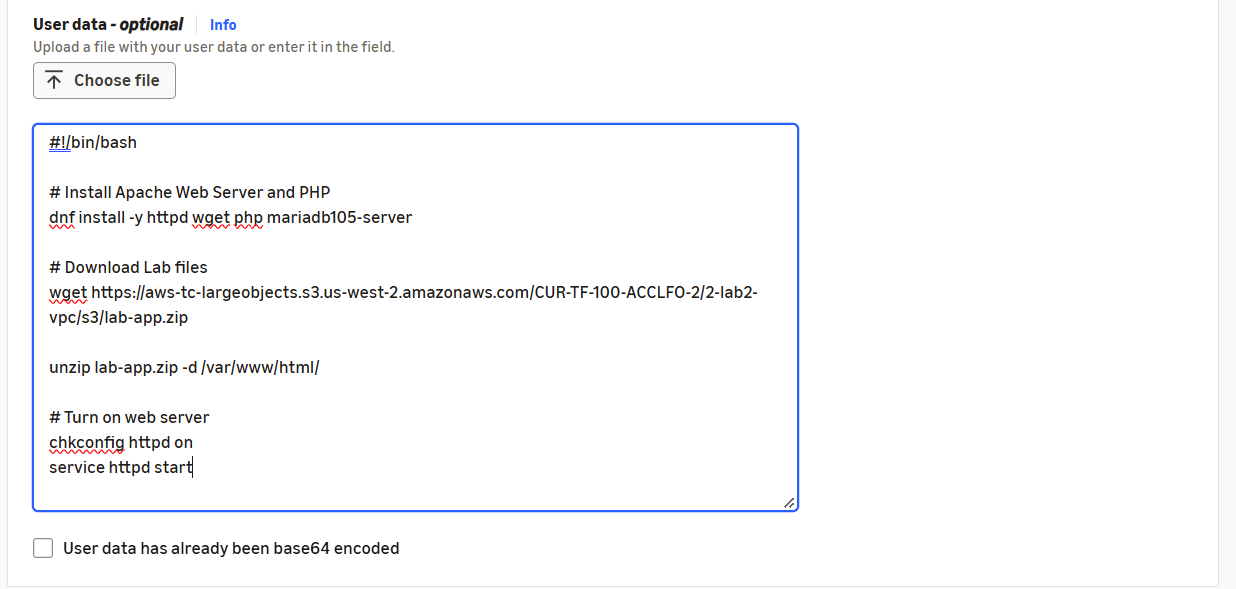 User data - optional Info
Upload a file with your user data or enter it in the field.
Choose file
#!/bin/bash
# Install Apache Web Server and PHP
dnf install -y httpd wget php mariadb105-server
# Download Lab files
wget https://aws-tc-largeobjects.s3.us-west-2.amazonaws.com/CUR-TF-100-ACCLFO-2/2-lab2-
vpc/s3/lab-app.zip
unzip lab-app.zip -d /var/www/html/
# Turn on web server
chkconfig httpd on
service httpd start
User data has already been base64 encoded